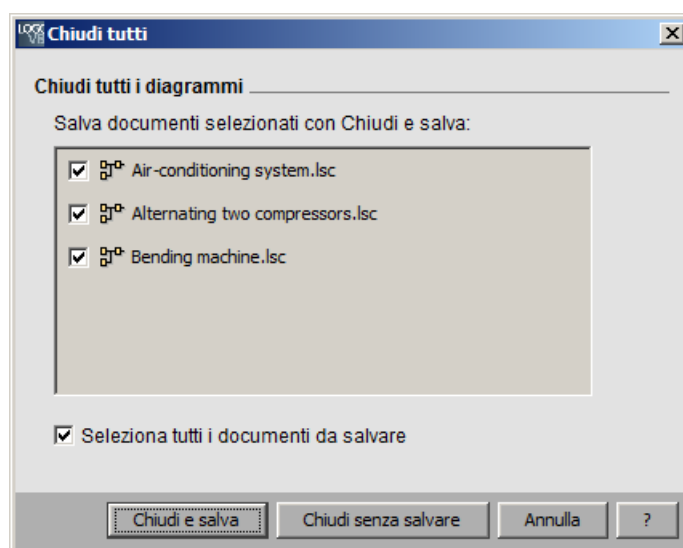 Chiudi tutti
Chiudi tutti i diagrammi
Salva documenti selezionati con Chiudi e salva:
Air-conditioning system.lsc
Alternating two compressors.lsc
Bending machine.lsc
Seleziona tutti i documenti da salvare
Chiudi e salva Chiudi senza salvare Annulla ?